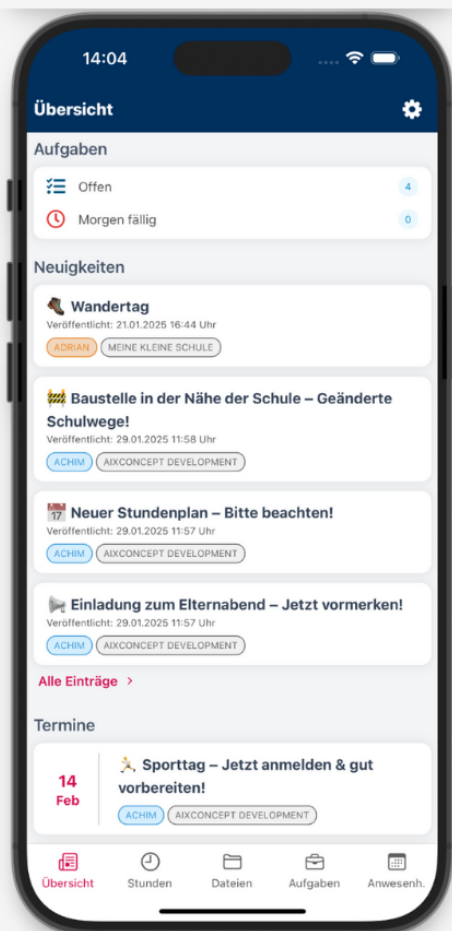 14:04
Übersicht
Aufgaben
Offen 4
Morgen fällig 0
Neuigkeiten
Wandertag
Veröffentlicht: 21.01.2025 16:44 Uhr
ADRIAN MEINE KLEINE SCHULE
Baustelle in der Nähe der Schule – Geänderte
Schulwege!
Veröffentlicht: 29.01.2025 11:58 Uhr
ACHIM AIXCONCEPT DEVELOPMENT
17 Neuer Stundenplan – Bitte beachten!
Veröffentlicht: 29.01.2025 11:57 Uhr
ACHIM AIXCONCEPT DEVELOPMENT
Einladung zum Elternabend – Jetzt vormerken!
Veröffentlicht: 29.01.2025 11:57 Uhr
ACHIM AIXCONCEPT DEVELOPMENT
Alle Einträge >
Termine
14
Feb
Sporttag – Jetzt anmelden & gut
vorbereiten!
ACHIM AIXCONCEPT DEVELOPMENT
Übersicht Stunden Dateien Aufgaben Anwesenh.